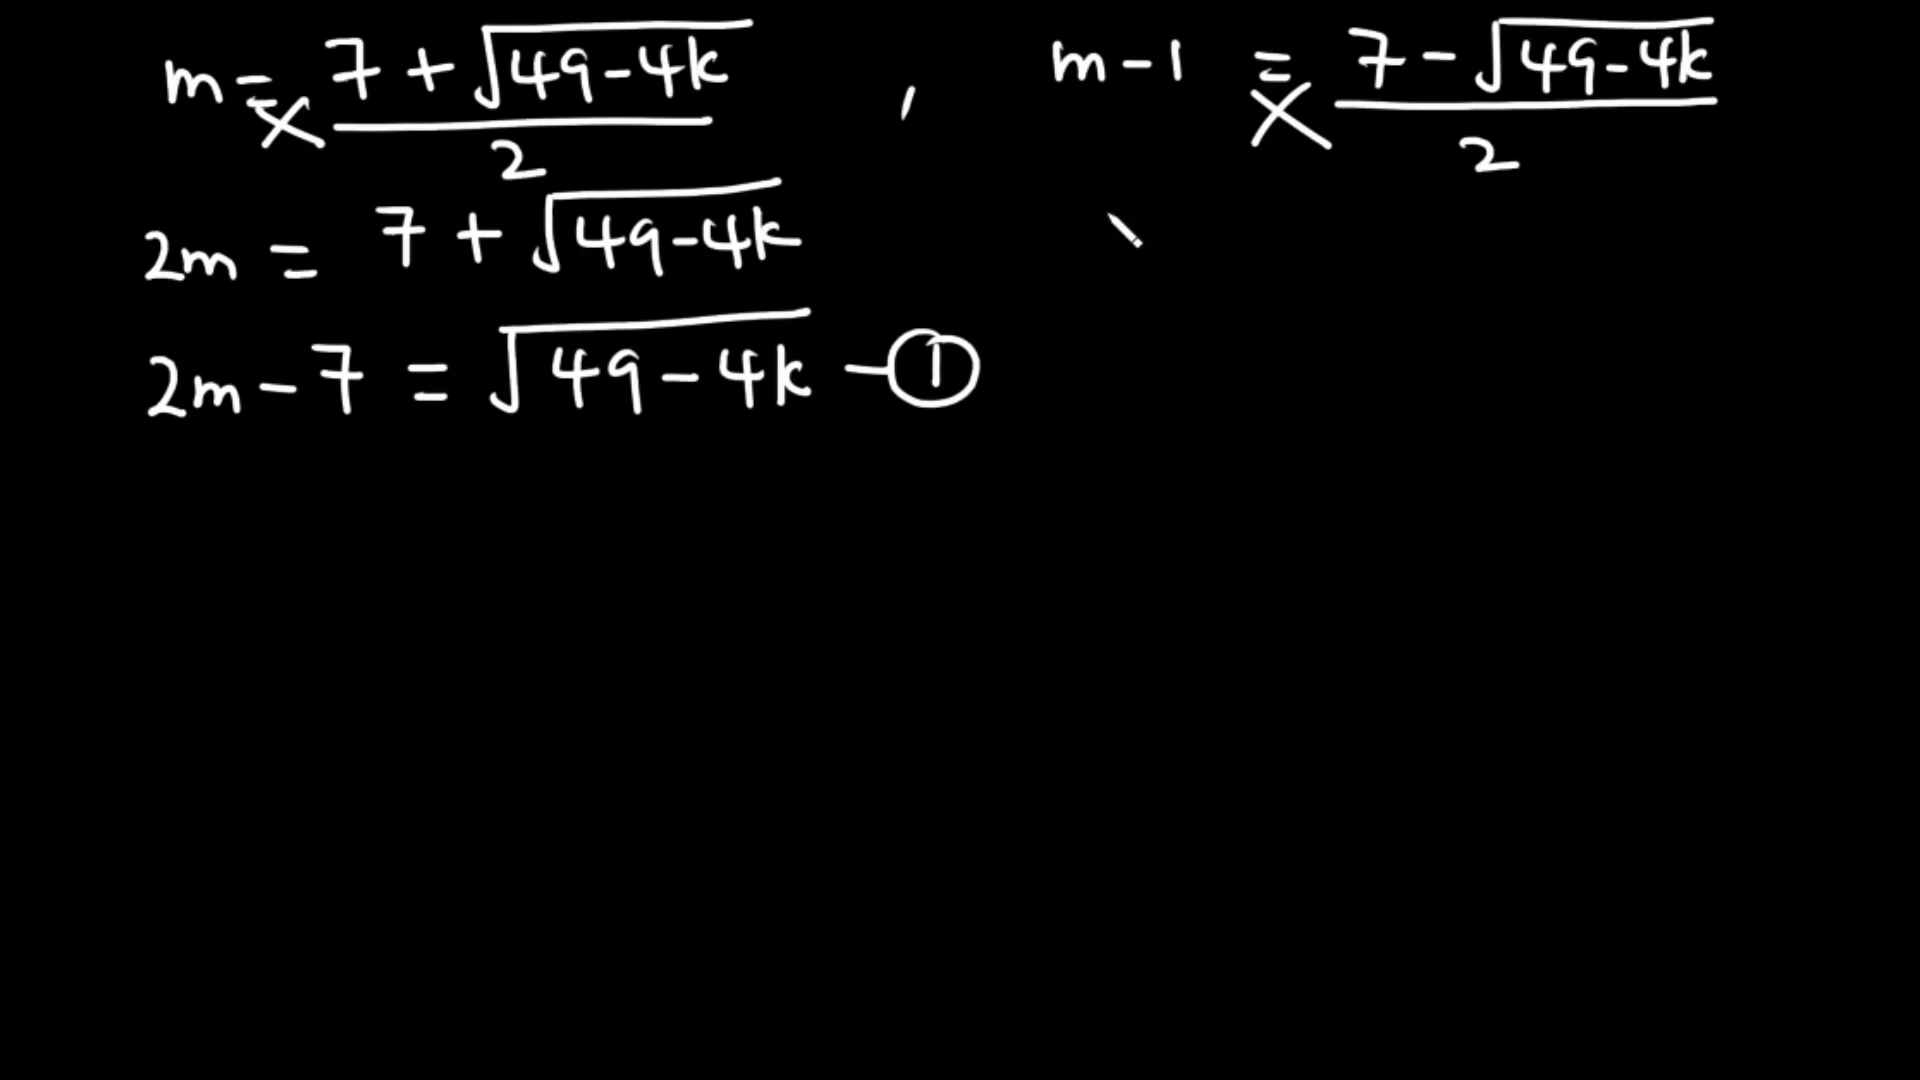 m = (7 + √(49-4k))/2 , m - 1 = (7 - √(49-4k))/2
2m = 7 + √(49-4k)
2m - 7 = √(49 - 4k) - ①